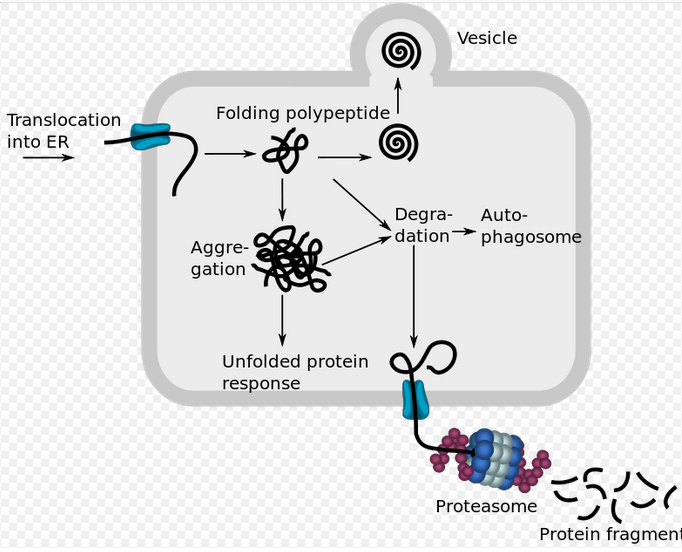 Vesicle
Folding polypeptide
Translocation
into ER
Degra-
dation
Auto-
phagosome
Aggre-
gation
Unfolded protein
response
Proteasome
Protein fragment